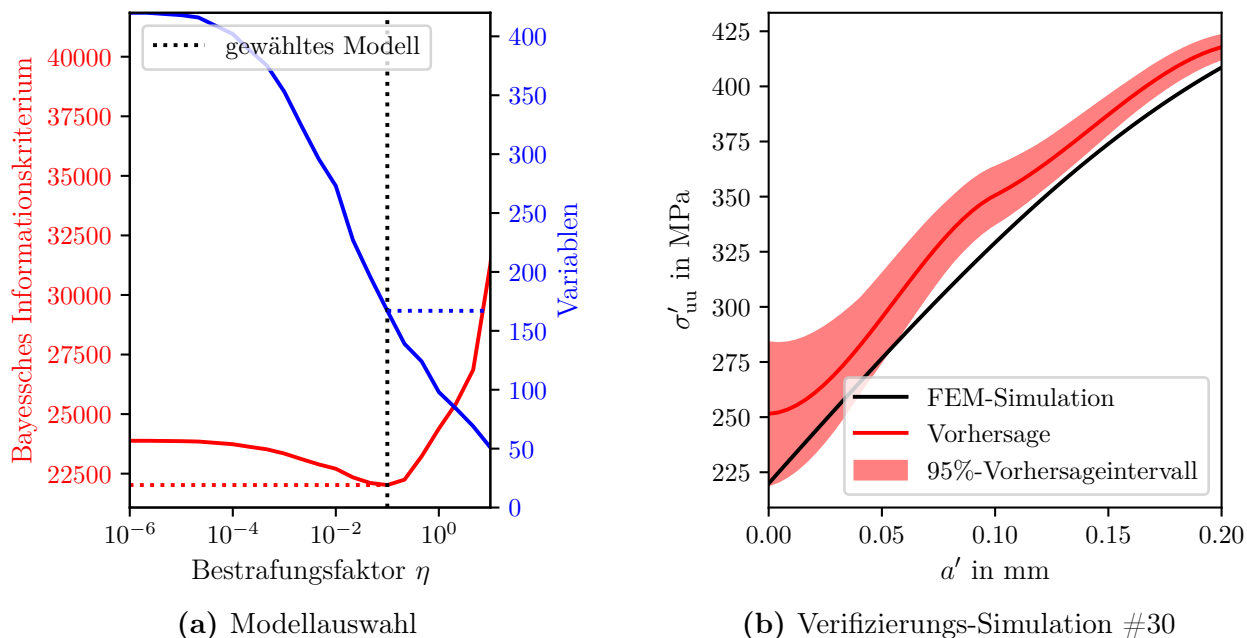 Bayessches Informationskriterium
40000
37500
35000
32500
30000
27500
25000
22500
gewähltes Modell
400
350
300
250
200
150
100
50
0
Variablen
10⁻⁶ 10⁻⁴ 10⁻² 10⁰
Bestrafungsfaktor η
(a) Modellauswahl
σ′uu in MPa
425
400
375
350
325
300
275
250
225
FEM-Simulation
Vorhersage
95%-Vorhersageintervall
0.00 0.05 0.10 0.15 0.20
a′ in mm
(b) Verifizierungs-Simulation #30